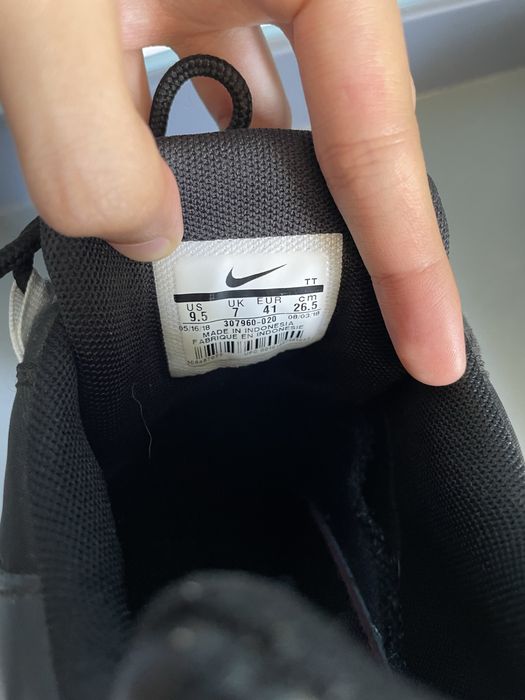 TT
US UK EUR cm
9.5 7 41 26.5
05/16/18 307960-020 08/03/18
MADE IN INDONESIA
FABRIQUE EN INDONESIE